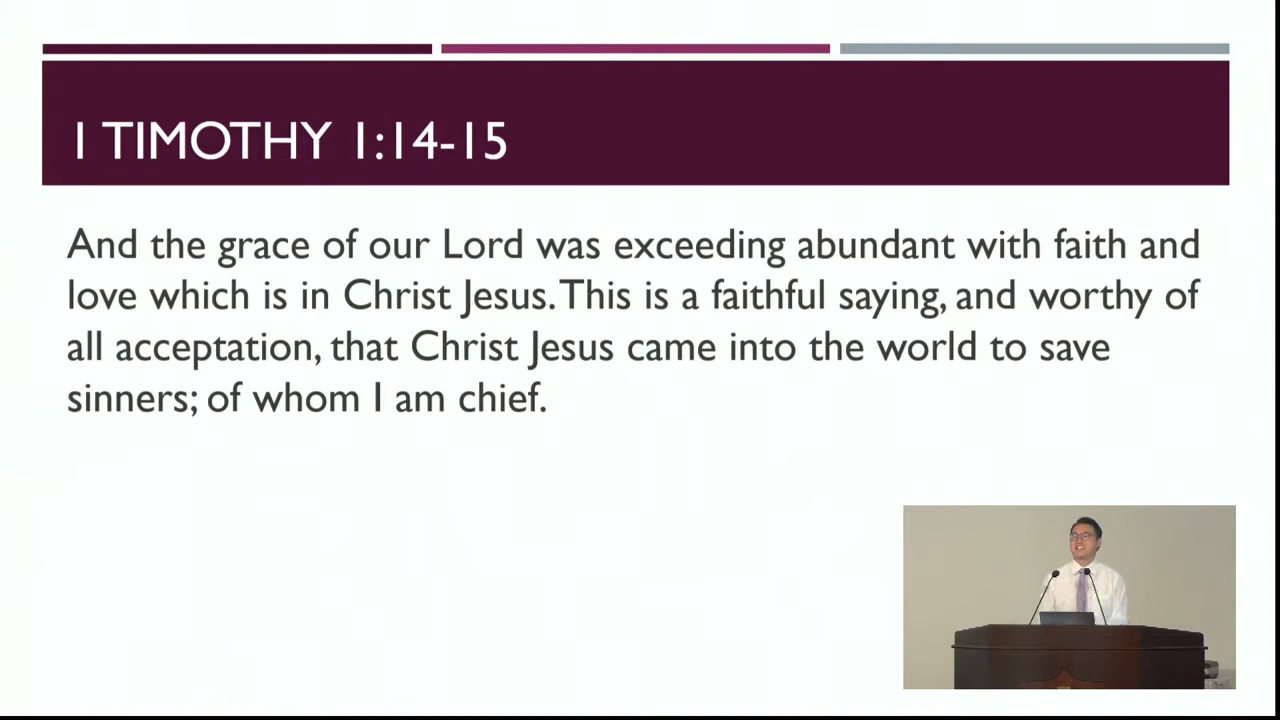 1 TIMOTHY 1:14-15
And the grace of our Lord was exceeding abundant with faith and
love which is in Christ Jesus. This is a faithful saying, and worthy of
all acceptation, that Christ Jesus came into the world to save
sinners; of whom I am chief.